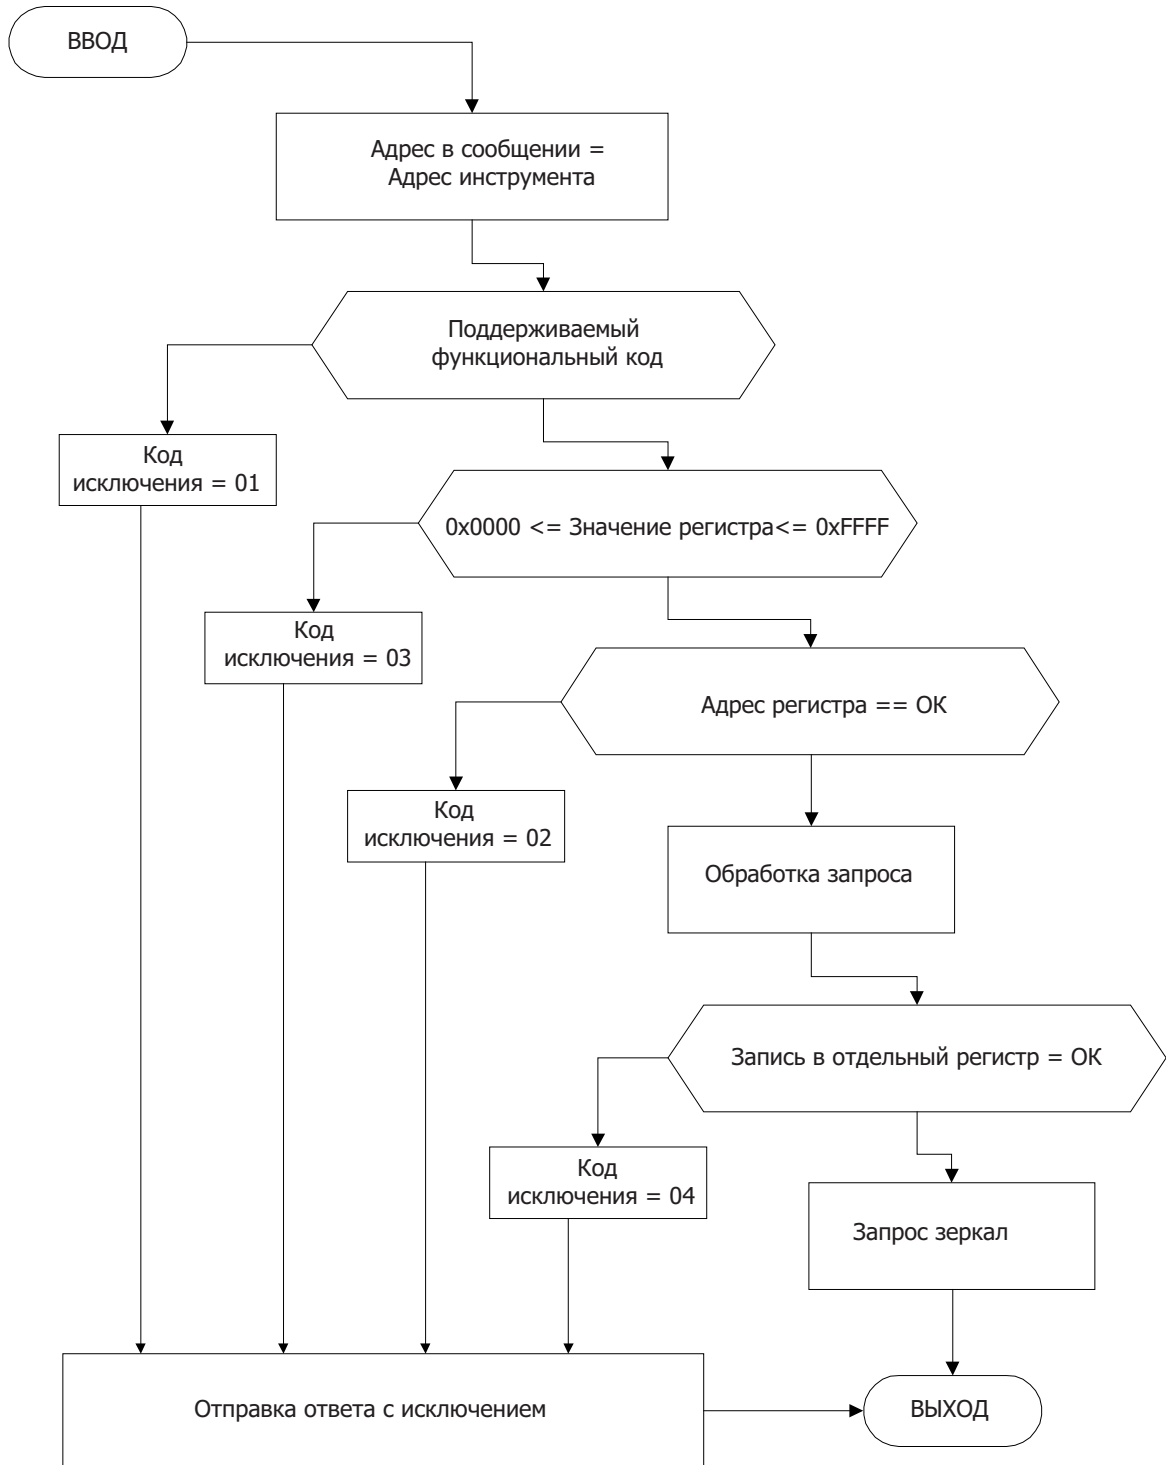 ВВОД
Адрес в сообщении =
Адрес инструмента
Поддерживаемый
функциональный код
Код
исключения = 01
0x0000 <= Значение регистра<= 0xFFFF
Код
исключения = 03
Адрес регистра == ОК
Код
исключения = 02
Обработка запроса
Запись в отдельный регистр = ОК
Код
исключения = 04
Запрос зеркал
Отправка ответа с исключением
ВЫХОД